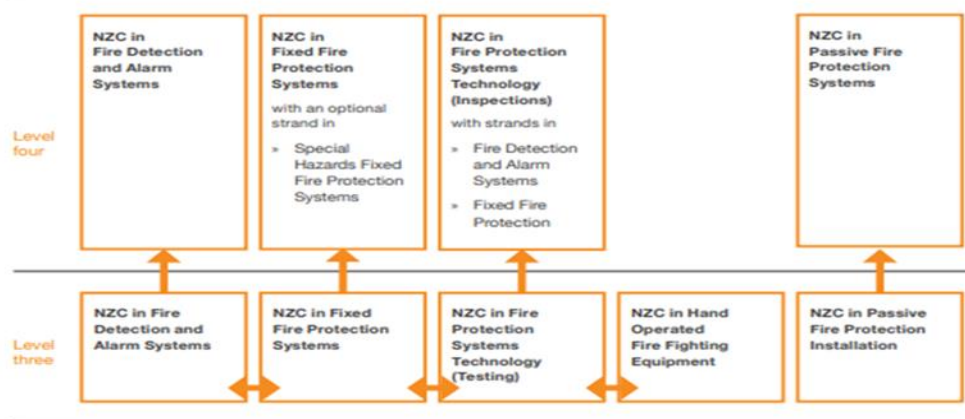 Level
four
NZC in
Fire Detection
and Alarm
Systems
NZC in
Fixed Fire
Protection
Systems
with an optional
strand in
» Special
Hazards Fixed
Fire Protection
Systems
NZC in
Fire Protection
Systems
Technology
(Inspections)
with strands in
» Fire Detection
and Alarm
Systems
» Fixed Fire
Protection
NZC in
Passive Fire
Protection
Systems
Level
three
NZC in Fire
Detection and
Alarm Systems
NZC in Fixed
Fire Protection
Systems
NZC in Fire
Protection
Systems
Technology
(Testing)
NZC in Hand
Operated
Fire Fighting
Equipment
NZC in Passive
Fire Protection
Installation